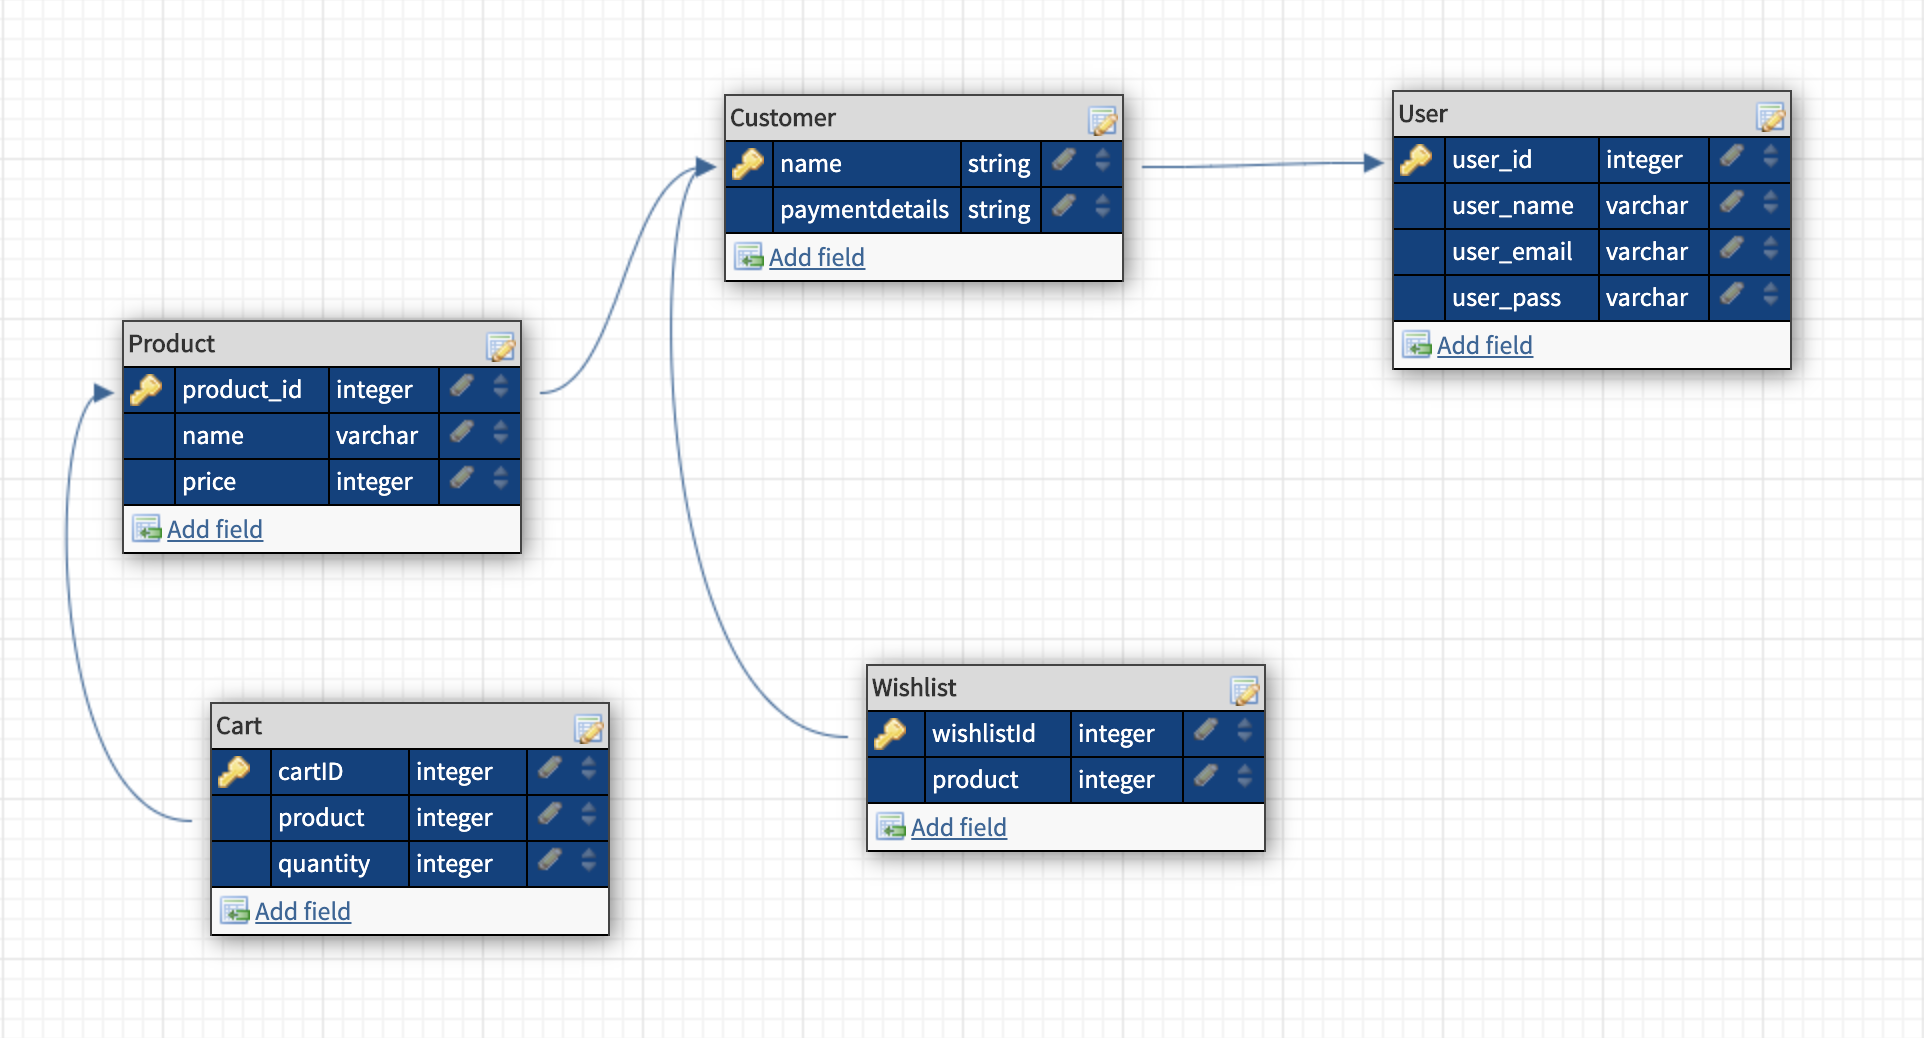 Customer
name string
paymentdetails string
Add field
User
user_id integer
user_name varchar
user_email varchar
user_pass varchar
Add field
Product
product_id integer
name varchar
price integer
Add field
Cart
cartID integer
product integer
quantity integer
Add field
Wishlist
wishlistId integer
product integer
Add field